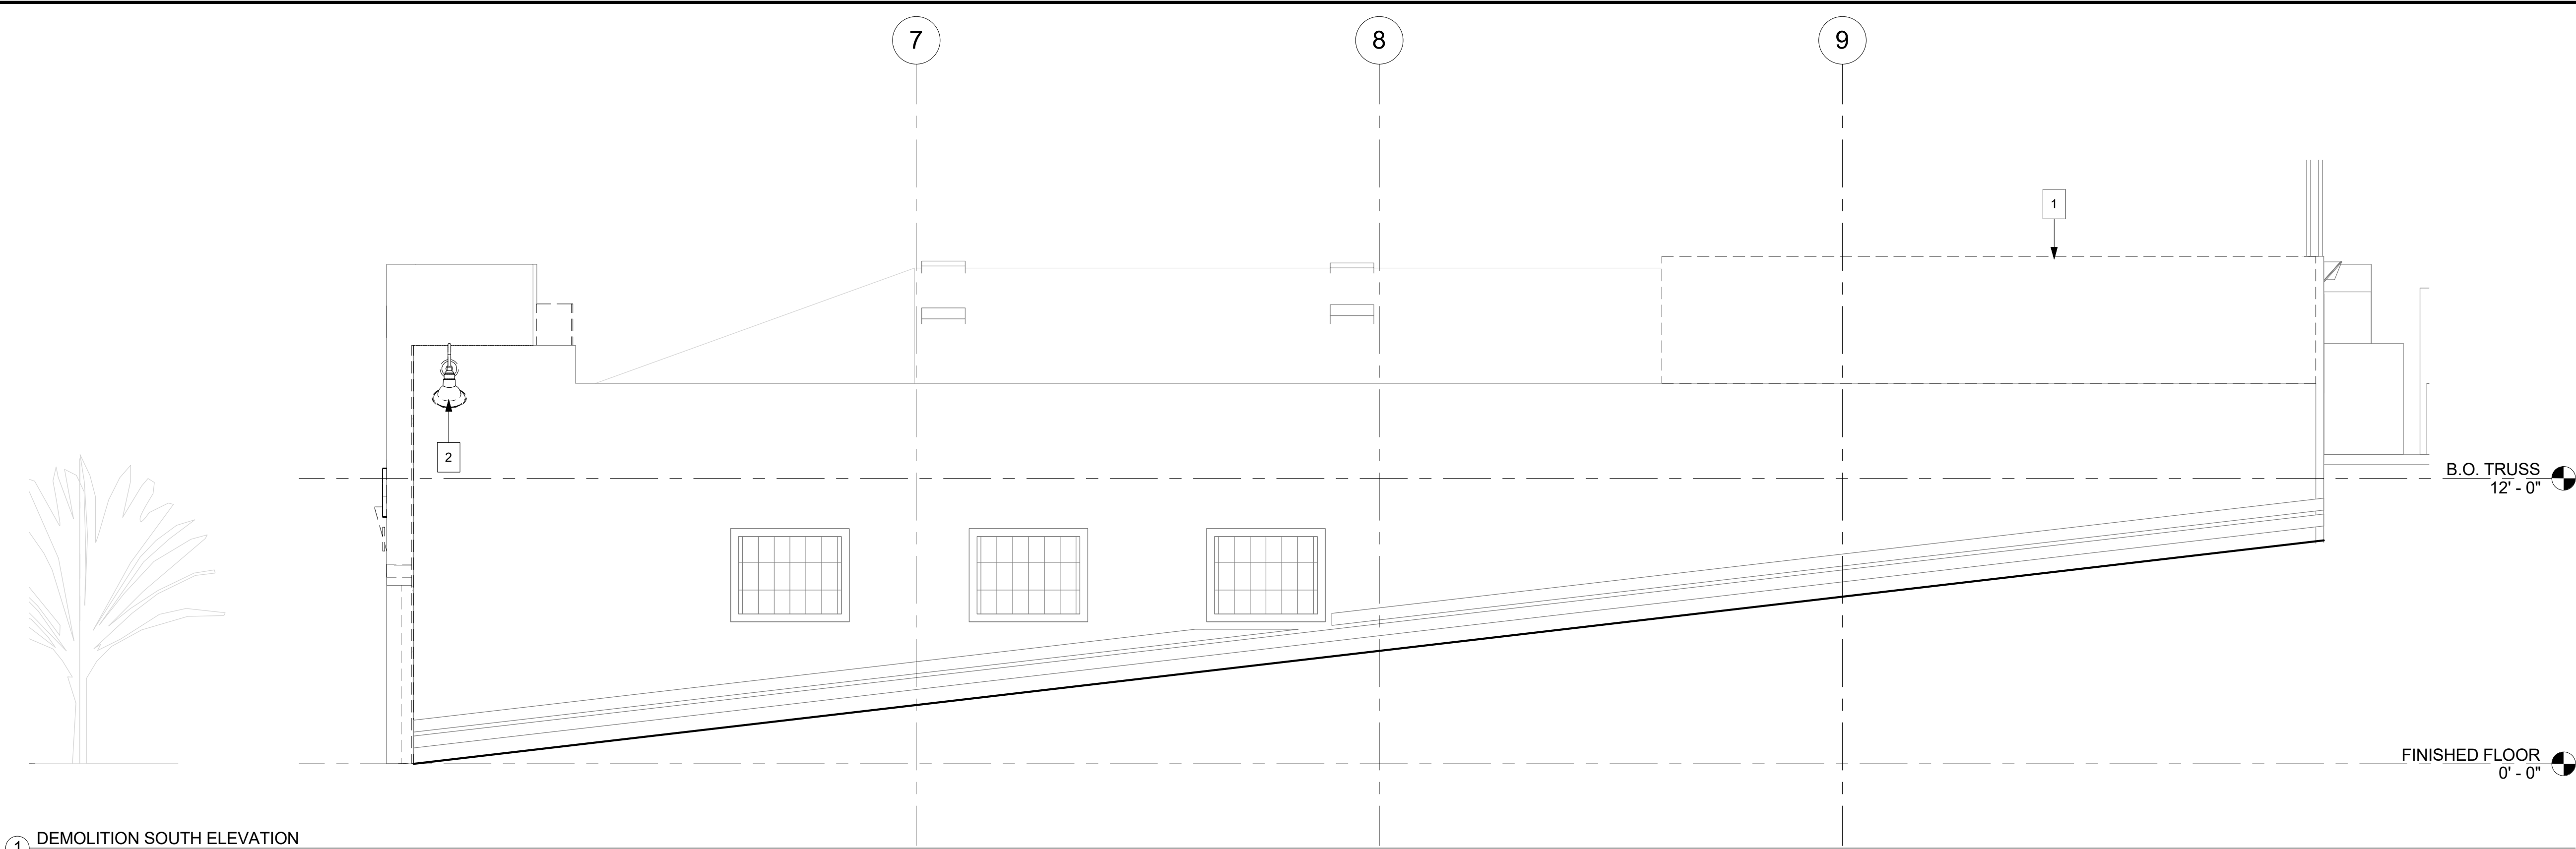 7
8
9
1
2
B.O. TRUSS
12' - 0"
FINISHED FLOOR
0' - 0"
DEMOLITION SOUTH ELEVATION
1